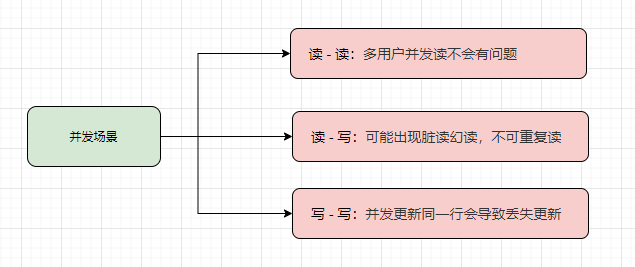 读 - 读：多用户并发读不会有问题
并发场景
读 - 写：可能出现脏读幻读，不可重复读
写 - 写：并发更新同一行会导致丢失更新